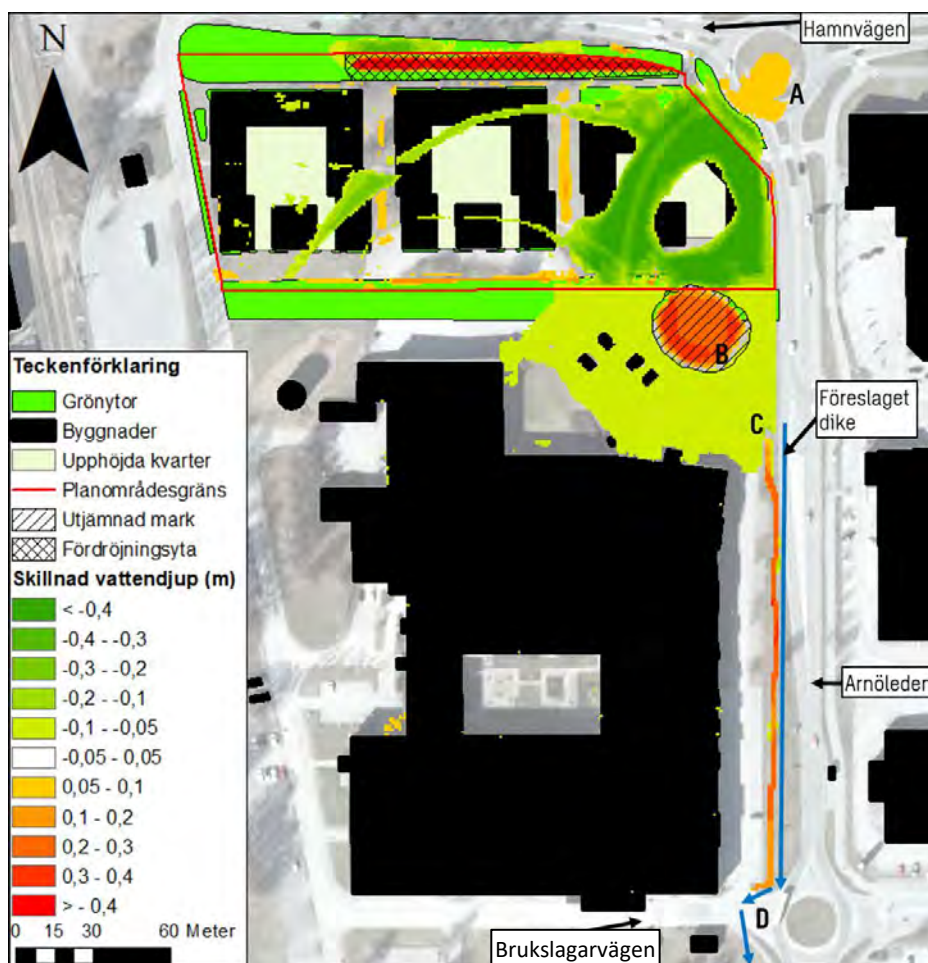 N
Hamnvägen
A
B
C
Föreslaget
dike
Teckenförklaring
Grönytor
Byggnader
Upphöjda kvarter
Planområdesgräns
Utjämnad mark
Fördröjningsyta
Skillnad vattendjup (m)
< -0,4
-0,4 - -0,3
-0,3 - -0,2
-0,2 - -0,1
-0,1 - -0,05
-0,05 - 0,05
0,05 - 0,1
0,1 - 0,2
0,2 - 0,3
0,3 - 0,4
> - 0,4
0 15 30 60 Meter
Arnöleden
D
Brukslagarvägen